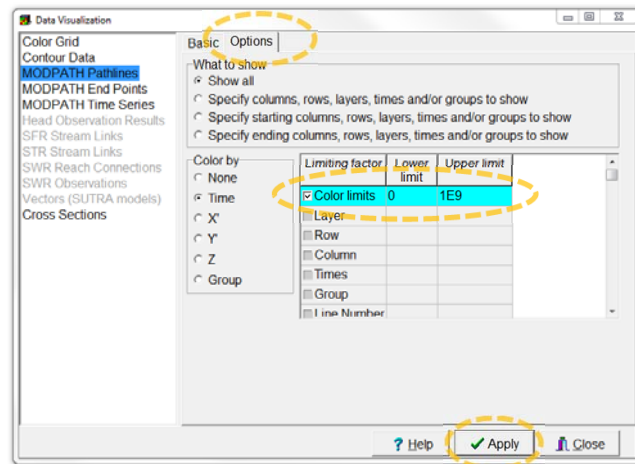 Data Visualization
Color Grid
Contour Data
MODPATH Pathlines
MODPATH End Points
MODPATH Time Series
Head Observation Results
SFR Stream Links
STR Stream Links
SWR Reach Connections
SWR Observations
Vectors (SUTRA models)
Cross Sections
Basic Options
What to show
Show all
Specify columns, rows, layers, times and/or groups to show
Specify starting columns, rows, layers, times and/or groups to show
Specify ending columns, rows, layers, times and/or groups to show
Color by
None
Time
X'
Y'
Z
Group
Limiting factor Lower limit Upper limit
Color limits 0 1E9
Layer
Row
Column
Times
Group
Line Number
? Help Apply Close